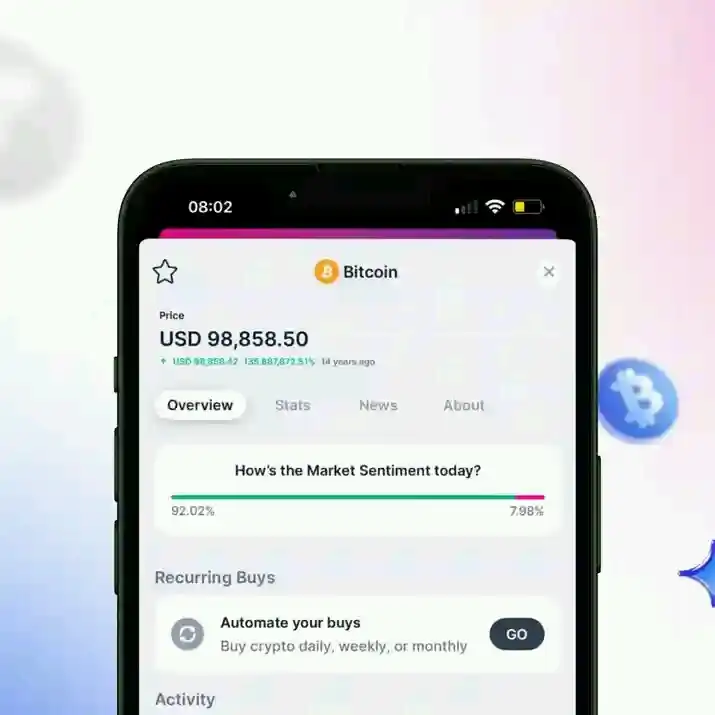 08:02
Bitcoin
Price
USD 98,858.50
USD 98,858.42 135,887,872.51% 14 years ago
Overview Stats News About
How's the Market Sentiment today?
92.02% 7.98%
Recurring Buys
Automate your buys
Buy crypto daily, weekly, or monthly
GO
Activity